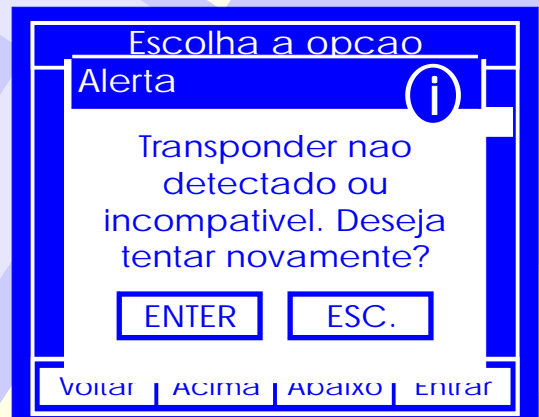 Escolha a opcao
Alerta
i
Transponder nao
detectado ou
incompativel. Deseja
tentar novamente?
ENTER ESC.
Voltar Acima Abaixo Entrar